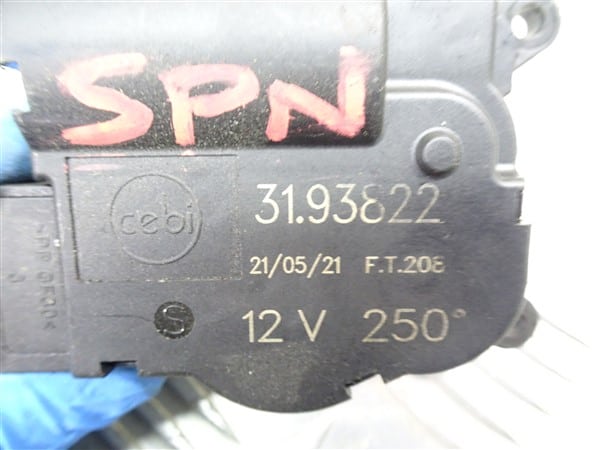 SPN
cebi
31.93822
21/05/21 F.T.208
S
12 V 250°